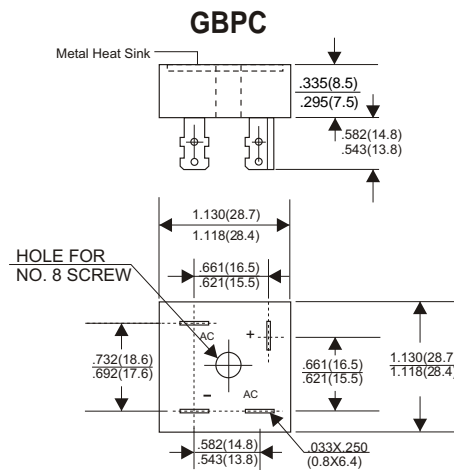 GBPC
Metal Heat Sink
.335(8.5)
.295(7.5)
.582(14.8)
.543(13.8)
1.130(28.7)
1.118(28.4)
HOLE FOR
NO. 8 SCREW
.661(16.5)
.621(15.5)
AC
+
.732(18.6)
.692(17.6)
.661(16.5)
.621(15.5)
1.130(28.7
1.118(28.4)
-
AC
.582(14.8)
.543(13.8)
.033X.250
(0.8X6.4)